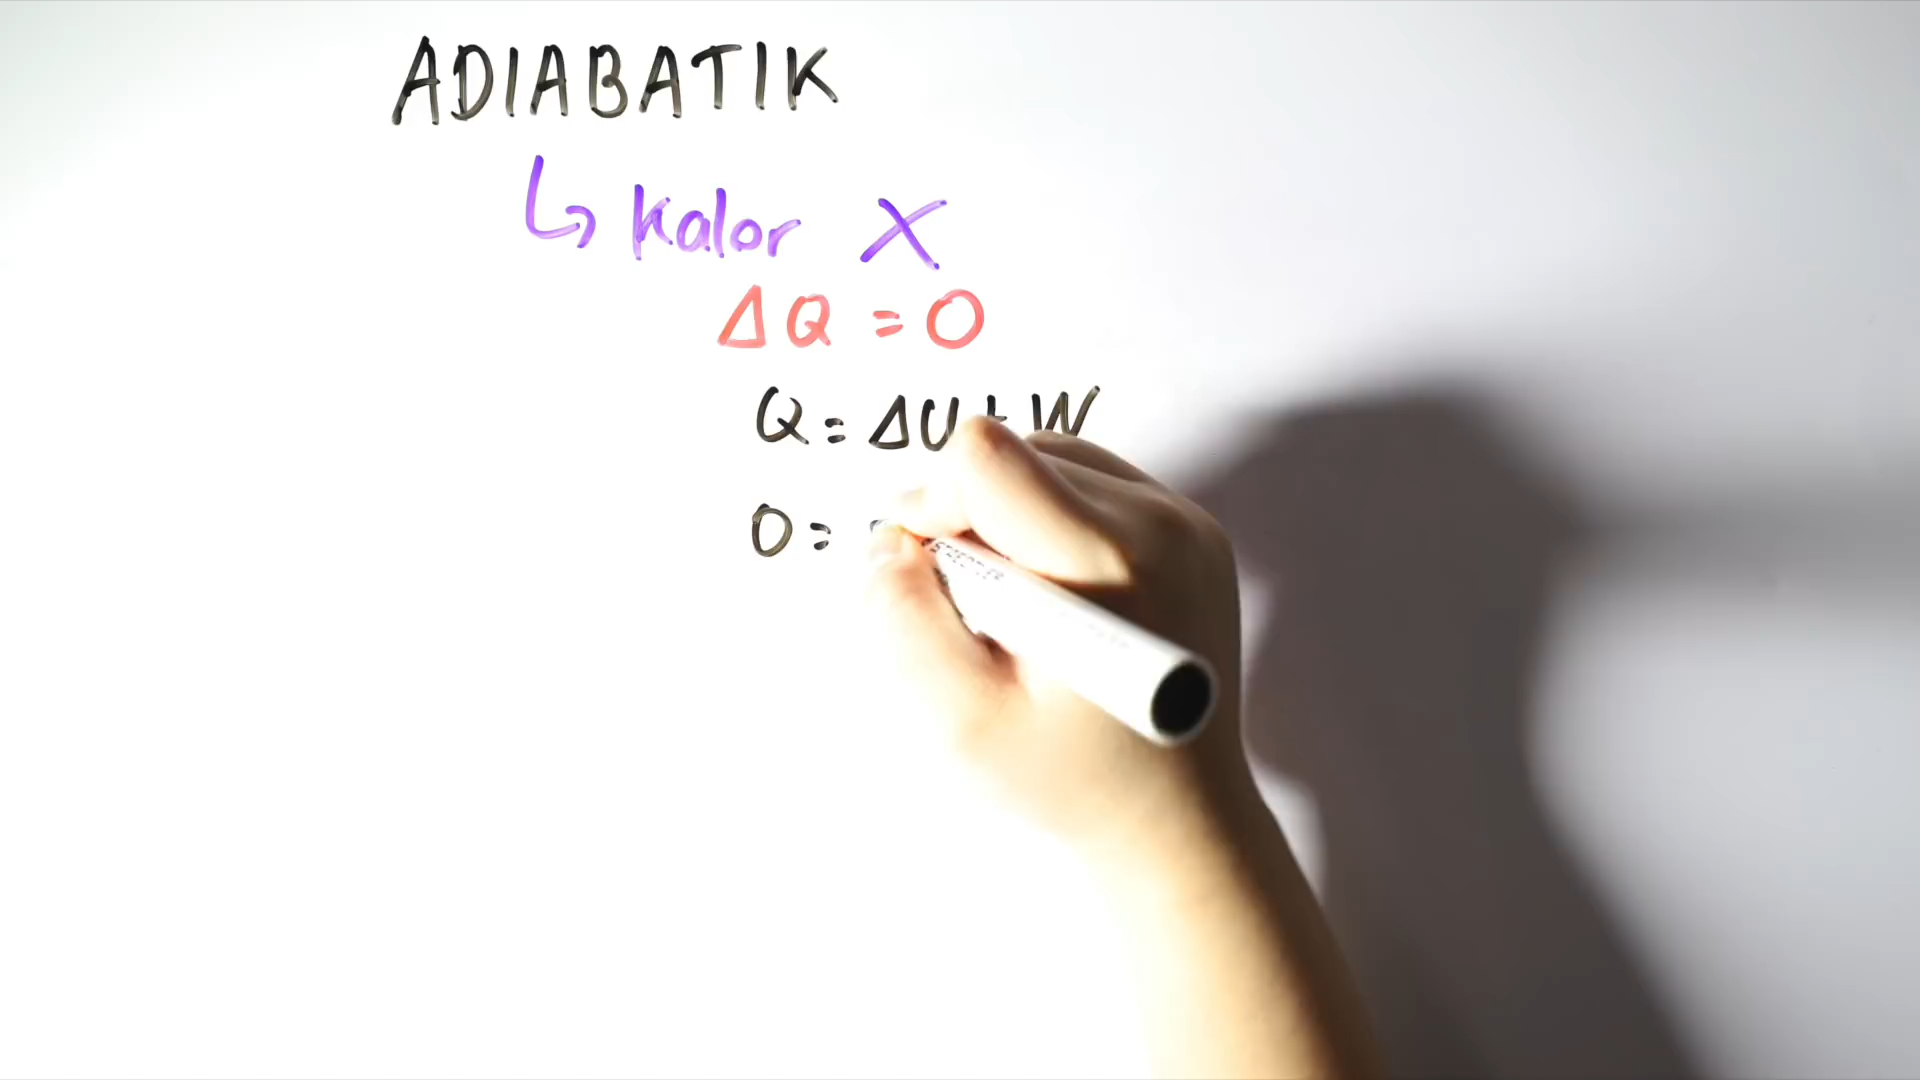 ADIABATIK
↳ Kalor X
ΔQ = 0
Q = ΔU + W
0 =